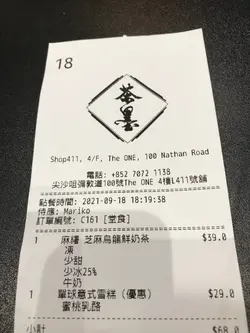 18
茶墨
Shop411, 4/F, The ONE, 100 Nathan Road
電話: +852 7072 1138
尖沙咀彌敦道100號The ONE 4樓L411號舖
點餐時間: 2021-09-18 18:19:38
侍應: Mariko
訂單編號: C161 [堂食]
1 麻糬 芝麻烏龍鮮奶茶 $39.0
凍
少甜
少冰25%
牛奶
1 單球意式雪糕 (優惠) $29.0
蜜桃乳酪
小計 $68.0